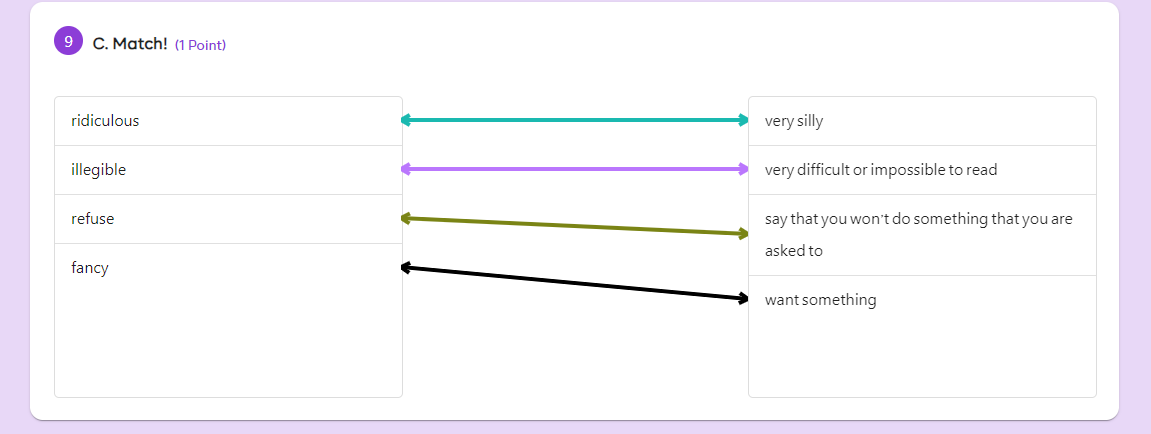 9 C. Match! (1 Point)
ridiculous
very silly
illegible
very difficult or impossible to read
refuse
say that you won't do something that you are
asked to
fancy
want something